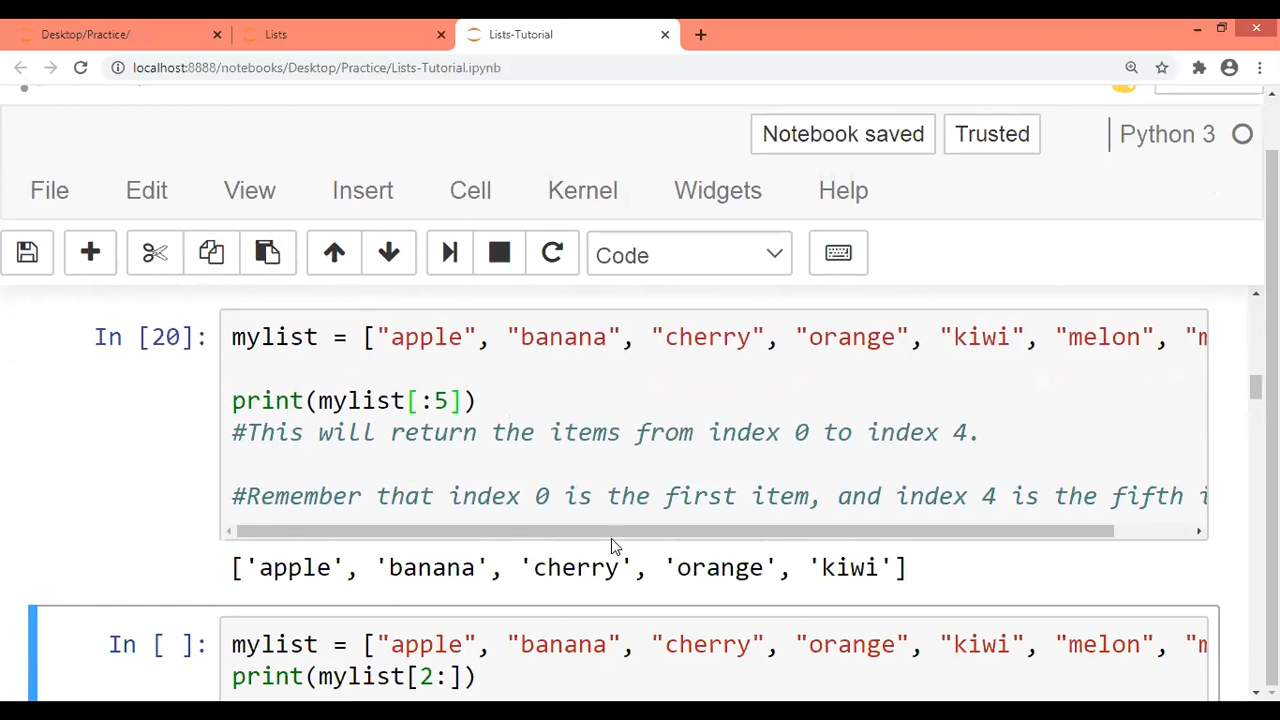 Desktop/Practice/
Lists
Lists-Tutorial
localhost:8888/notebooks/Desktop/Practice/Lists-Tutorial.ipynb
Notebook saved
Trusted
Python 3
File Edit View Insert Cell Kernel Widgets Help
Code
In [20]:
mylist = ["apple", "banana", "cherry", "orange", "kiwi", "melon", "m
print(mylist[:5])
#This will return the items from index 0 to index 4.
#Remember that index 0 is the first item, and index 4 is the fifth i
['apple', 'banana', 'cherry', 'orange', 'kiwi']
In [ ]:
mylist = ["apple", "banana", "cherry", "orange", "kiwi", "melon", "m
print(mylist[2:])